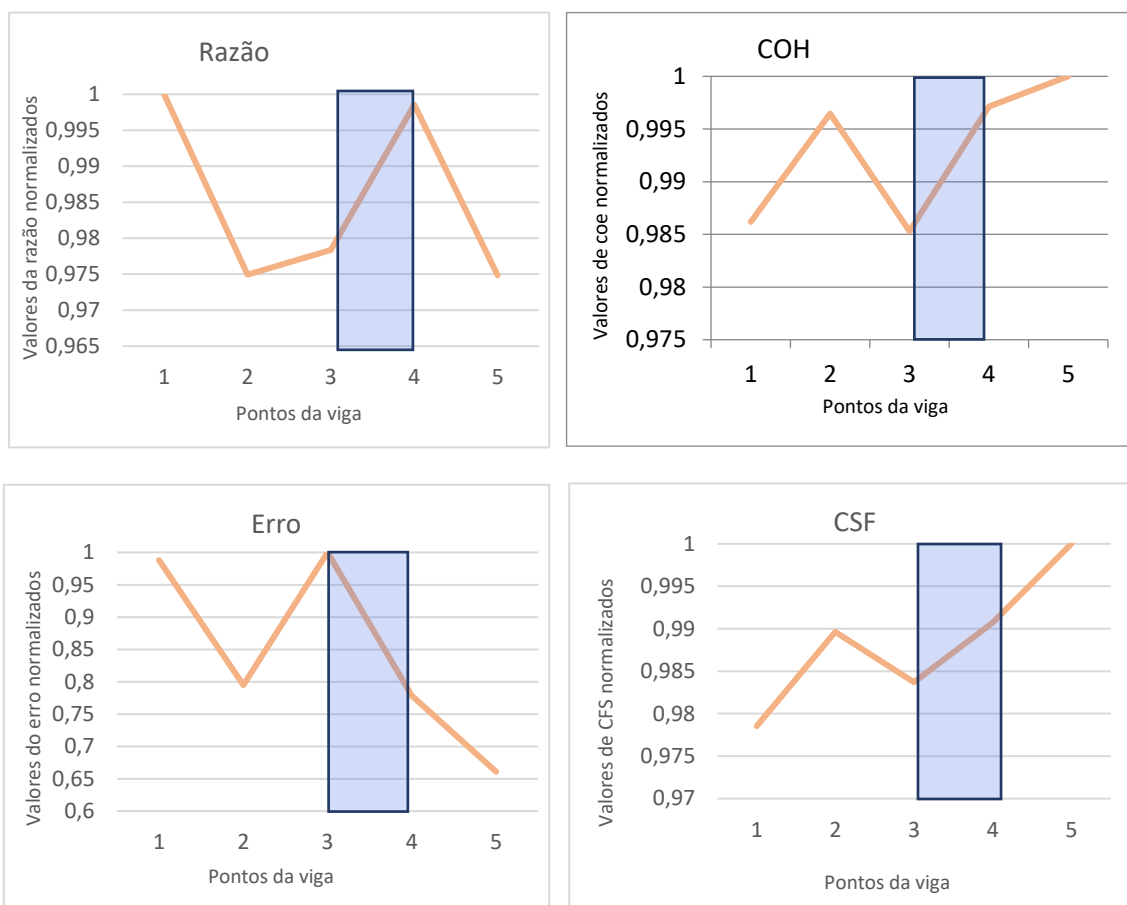 Razão
Valores da razão normalizados
1
0,995
0,99
0,985
0,98
0,975
0,97
0,965
1 2 3 4 5
Pontos da viga
COH
Valores de coe normalizados
1
0,995
0,99
0,985
0,98
0,975
1 2 3 4 5
Pontos da viga
Erro
Valores do erro normalizados
1
0,95
0,9
0,85
0,8
0,75
0,7
0,65
0,6
1 2 3 4 5
Pontos da viga
CSF
Valores de CFS normalizados
1
0,995
0,99
0,985
0,98
0,975
0,97
1 2 3 4 5
Pontos da viga